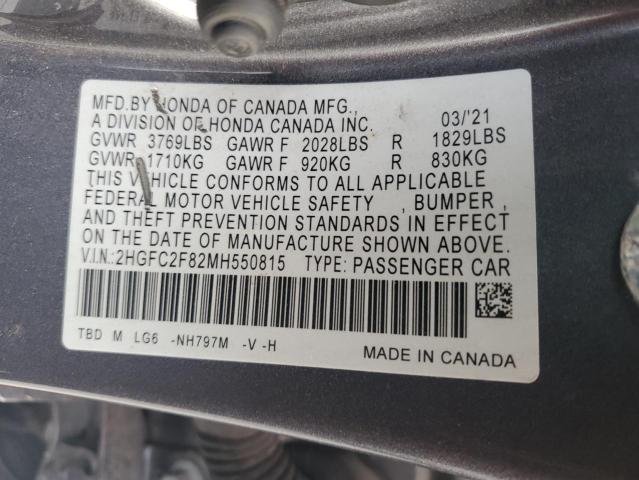 MFD.BY HONDA OF CANADA MFG., 03/'21
A DIVISION OF HONDA CANADA INC
GVWR 3769LBS GAWR F 2028LBS R 1829LBS
GVWR 1710KG GAWR F 920KG R 830KG
THIS VEHICLE CONFORMS TO ALL APPLICABLE
FEDERAL MOTOR VEHICLE SAFETY , BUMPER ,
AND THEFT PREVENTION STANDARDS IN EFFECT
ON THE DATE OF MANUFACTURE SHOWN ABOVE.
V.I.N.:2HGFC2F82MH550815 TYPE: PASSENGER CAR
TBD M LG6 -NH797M -V -H
MADE IN CANADA